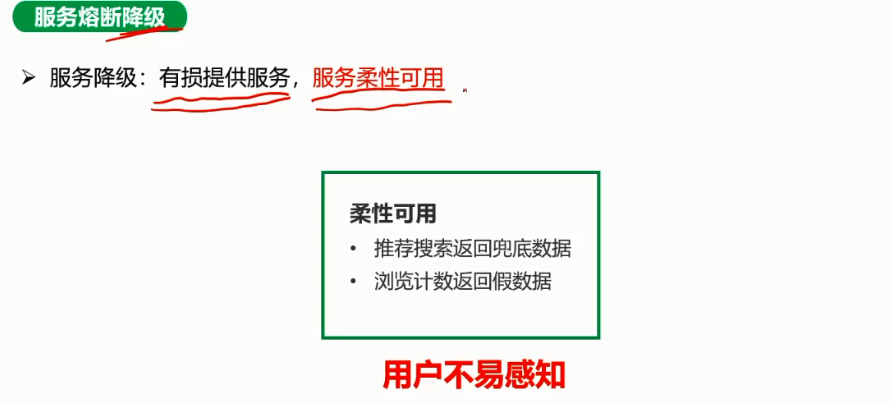 服务熔断降级
➢ 服务降级：有损提供服务，服务柔性可用
柔性可用
• 推荐搜索返回兜底数据
• 浏览计数返回假数据
用户不易感知